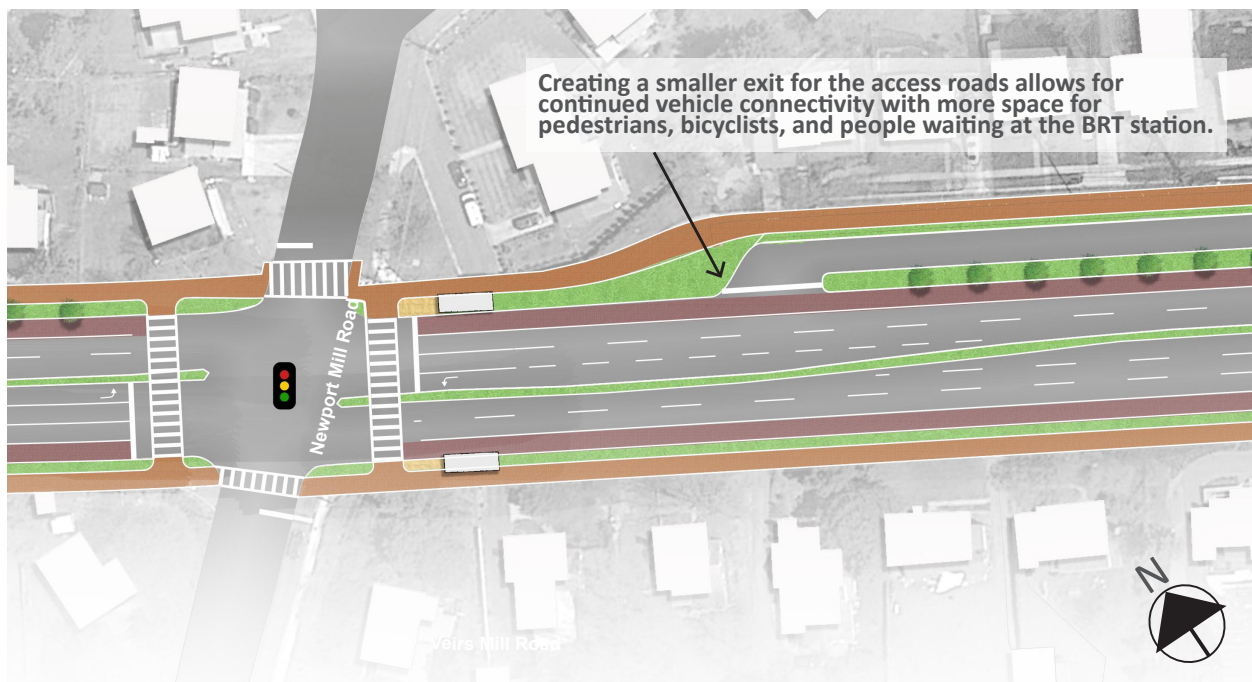 Creating a smaller exit for the access roads allows for
continued vehicle connectivity with more space for
pedestrians, bicyclists, and people waiting at the BRT station.
Newport Mill Road
N
Veirs Mill Road